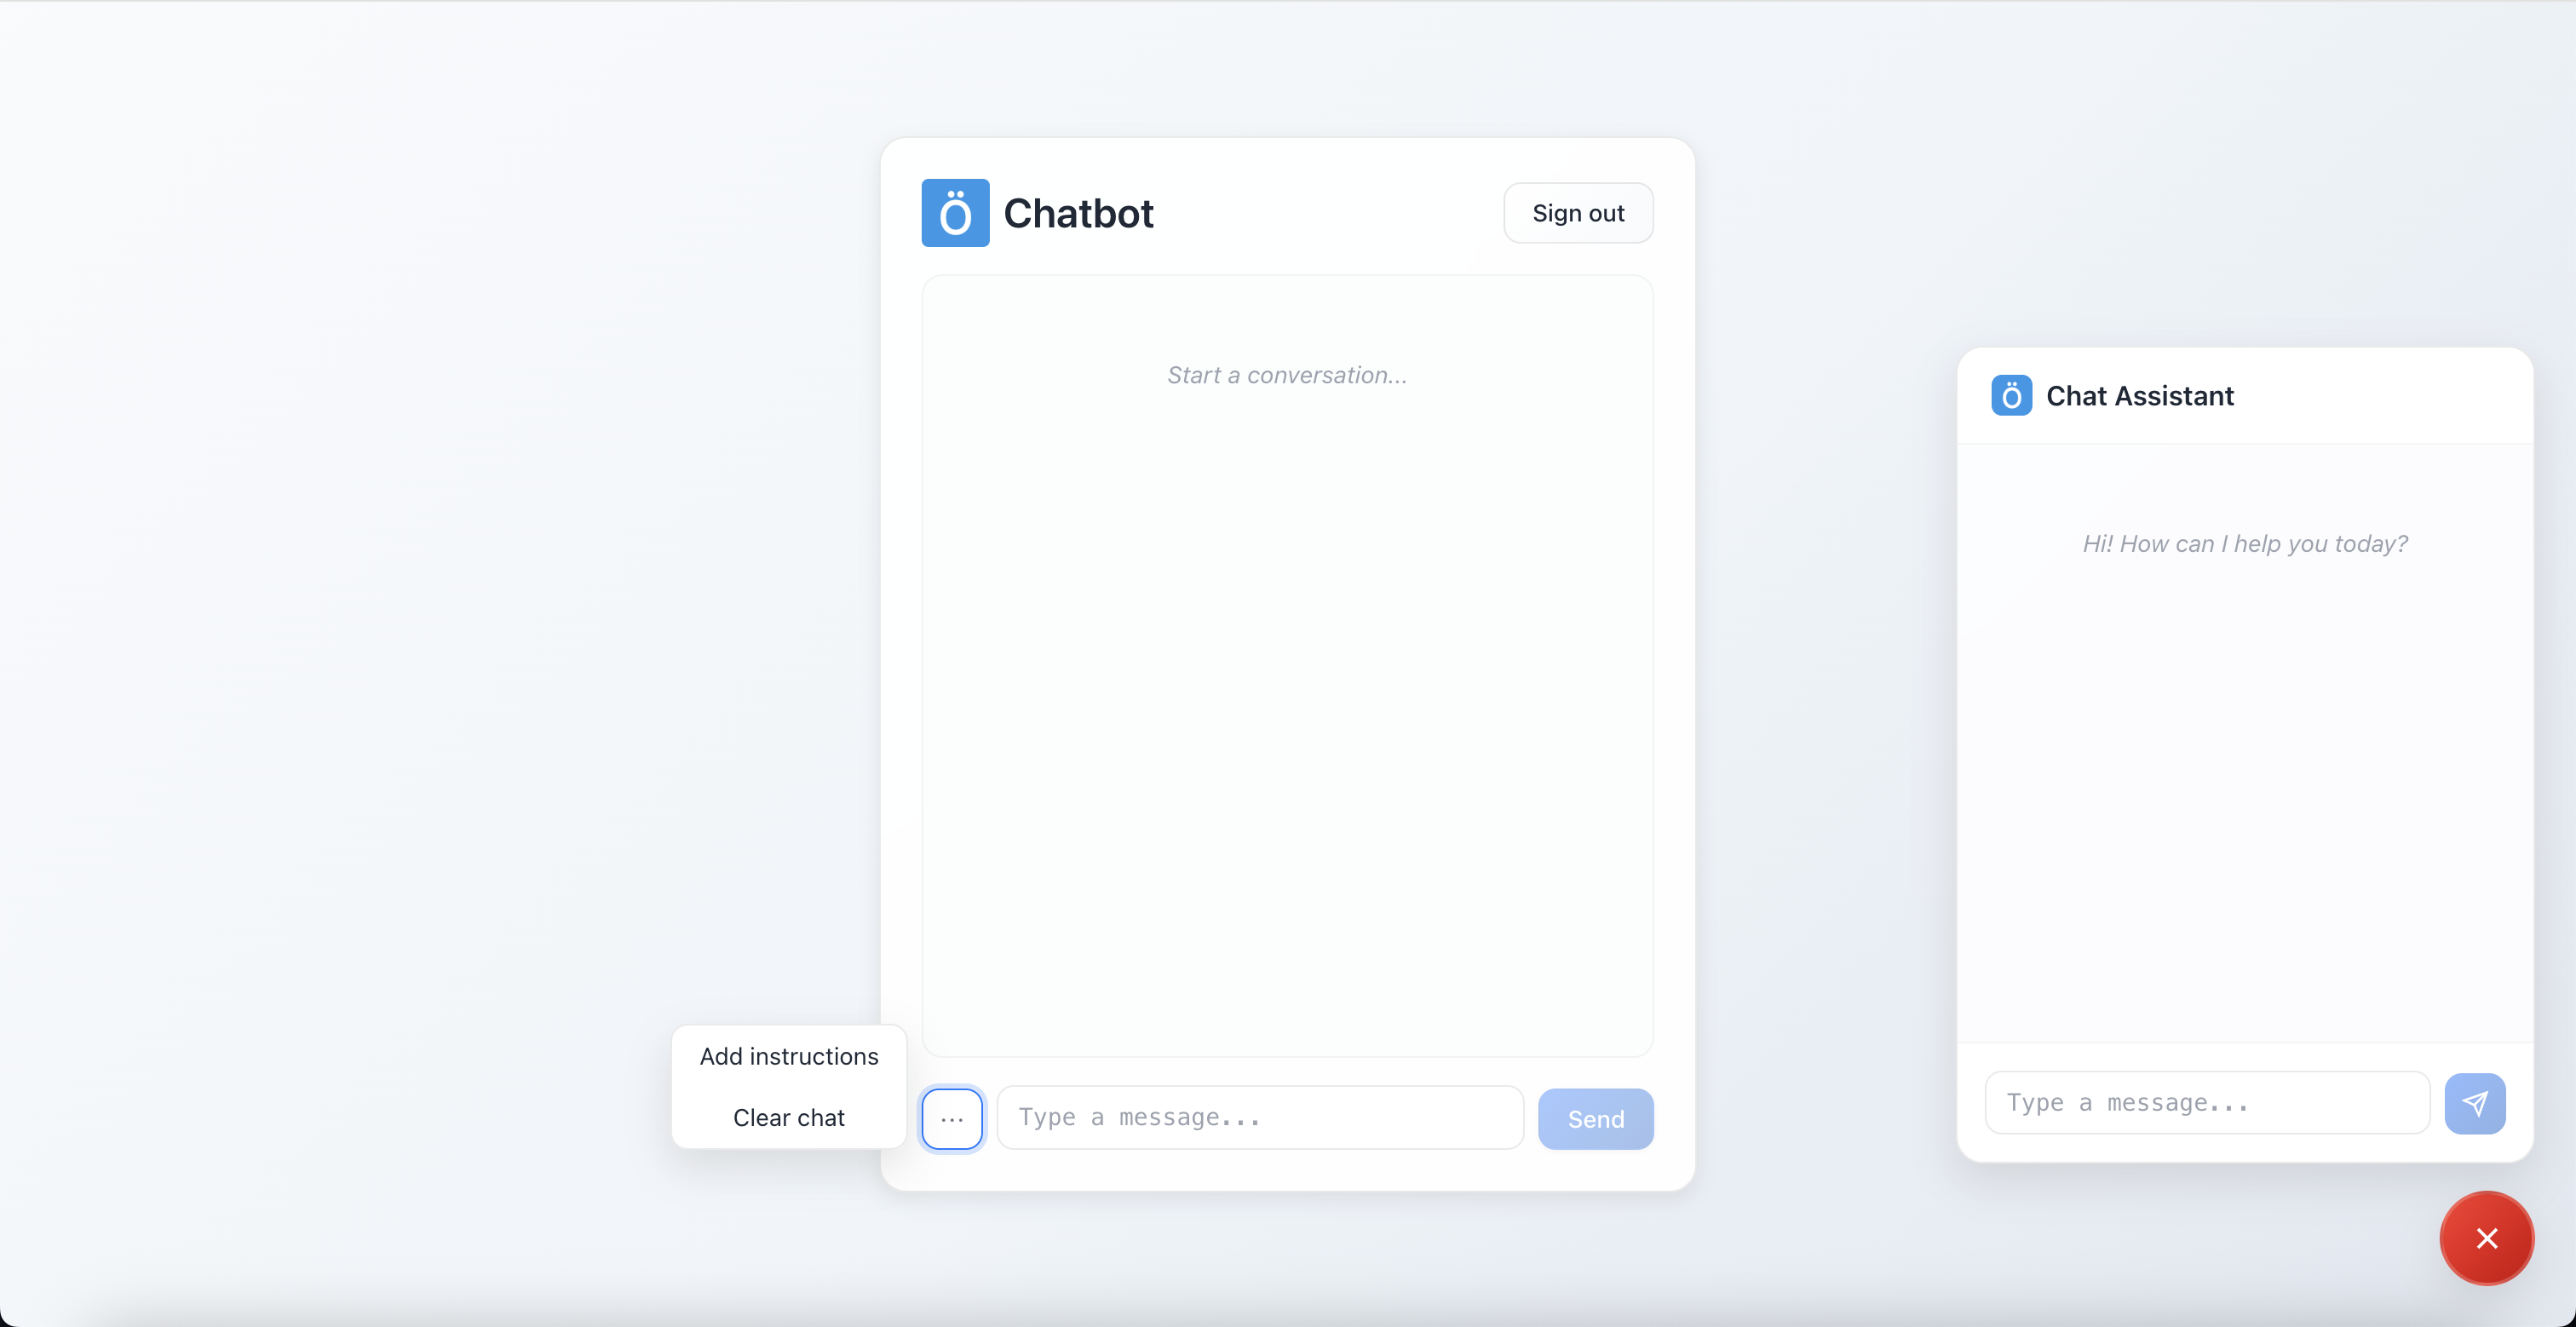 Ö Chatbot
Sign out
Start a conversation...
Add instructions
Clear chat
...
Type a message...
Send
Ö Chat Assistant
Hi! How can I help you today?
Type a message...